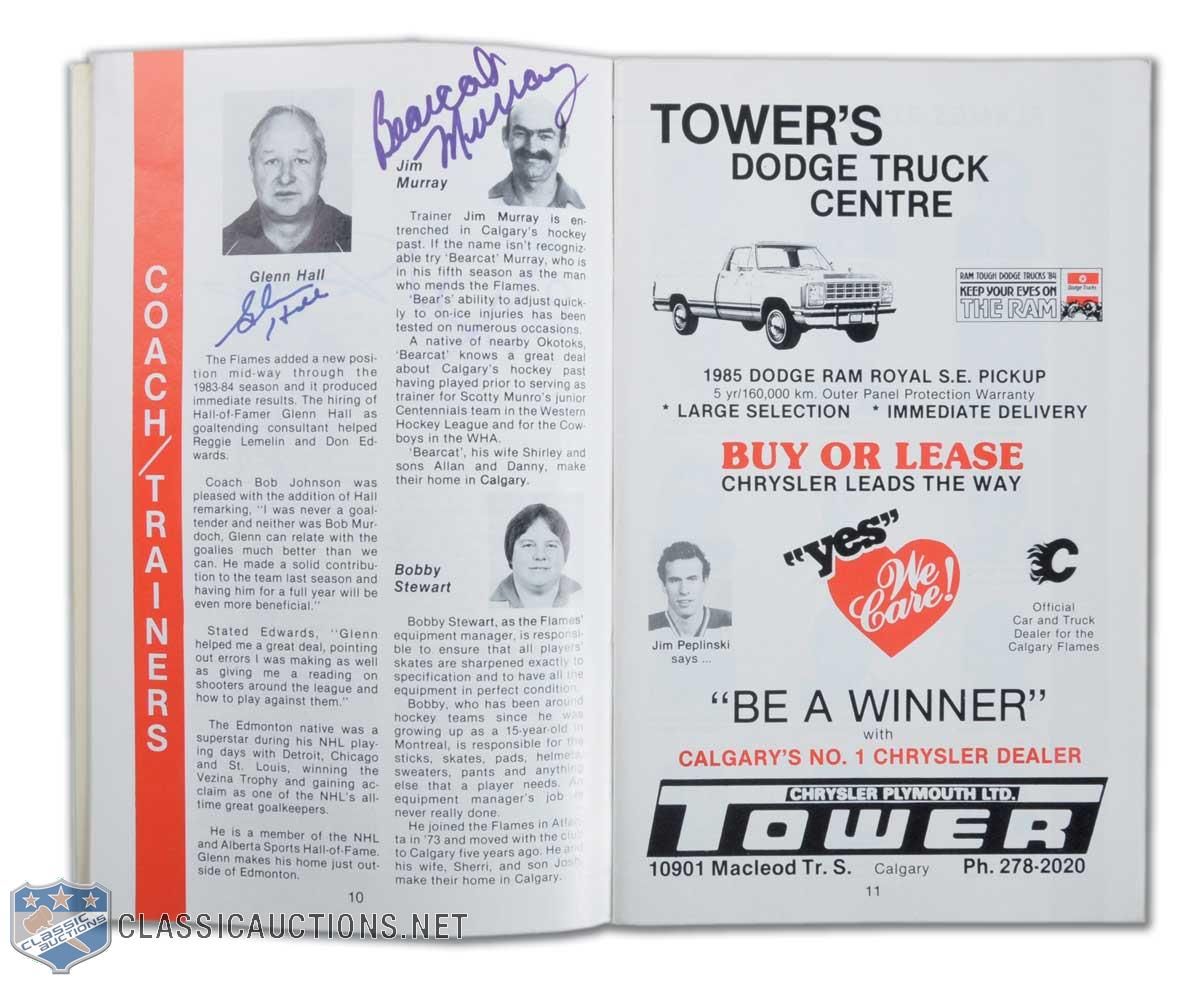 COACH/TRAINERS
Glenn Hall
Glenn Hall
The Flames added a new posi-
tion mid-way through the
1983-84 season and it produced
immediate results. The hiring of
Hall-of-Famer Glenn Hall as
goaltending consultant helped
Reggie Lemelin and Don Ed-
wards.
Coach Bob Johnson was
pleased with the addition of Hall
remarking, "I was never a goal-
tender and neither was Bob Mur-
doch, Glenn can relate with the
goalies much better than we
can. He made a solid contribu-
tion to the team last season and
having him for a full year will be
even more beneficial."
Stated Edwards, "Glenn
helped me a great deal, pointing
out errors I was making as well
as giving me a reading on
shooters around the league and
how to play against them."
The Edmonton native was a
superstar during his NHL play-
ing days with Detroit, Chicago
and St. Louis, winning the
Vezina Trophy and gaining ac-
claim as one of the NHL's all-
time great goalkeepers.
He is a member of the NHL
and Alberta Sports Hall-of-Fame.
Glenn makes his home just out-
side of Edmonton.
Bearcat
Murray
Jim
Murray
Trainer Jim Murray is en-
trenched in Calgary's hockey
past. If the name isn't recogniz-
able try 'Bearcat' Murray, who is
in his fifth season as the man
who mends the Flames.
'Bear's' ability to adjust quick-
ly to on-ice injuries has been
tested on numerous occasions.
A native of nearby Okotoks,
'Bearcat' knows a great deal
about Calgary's hockey past
having played prior to serving as
trainer for Scotty Munro's junior
Centennials team in the Western
Hockey League and for the Cow-
boys in the WHA.
'Bearcat', his wife Shirley and
sons Allan and Danny, make
their home in Calgary.
Bobby
Stewart
Bobby Stewart, as the Flames'
equipment manager, is responsi-
ble to ensure that all players'
skates are sharpened exactly to
specification and to have all the
equipment in perfect condition.
Bobby, who has been around
hockey teams since he was
growing up as a 15-year-old in
Montreal, is responsible for the
sticks, skates, pads, helmets,
sweaters, pants and anything
else that a player needs. An
equipment manager's job is
never really done.
He joined the Flames in Atlan-
ta in '73 and moved with the club
to Calgary five years ago. He and
his wife, Sherri, and son Josh
make their home in Calgary.
10
TOWER'S
DODGE TRUCK
CENTRE
RAM TOUGH DODGE TRUCKS '84
KEEP YOUR EYES ON
THE RAM
Dodge Trucks
1985 DODGE RAM ROYAL S.E. PICKUP
5 yr/160,000 km. Outer Panel Protection Warranty
* LARGE SELECTION * IMMEDIATE DELIVERY
BUY OR LEASE
CHRYSLER LEADS THE WAY
"yes"
We
Care!
Jim Peplinski
says ...
C
Official
Car and Truck
Dealer for the
Calgary Flames
"BE A WINNER"
with
CALGARY'S NO. 1 CHRYSLER DEALER
CHRYSLER PLYMOUTH LTD.
TOWER
10901 Macleod Tr. S. Calgary Ph. 278-2020
11
CLASSIC
AUCTIONS
CLASSICAUCTIONS.NET